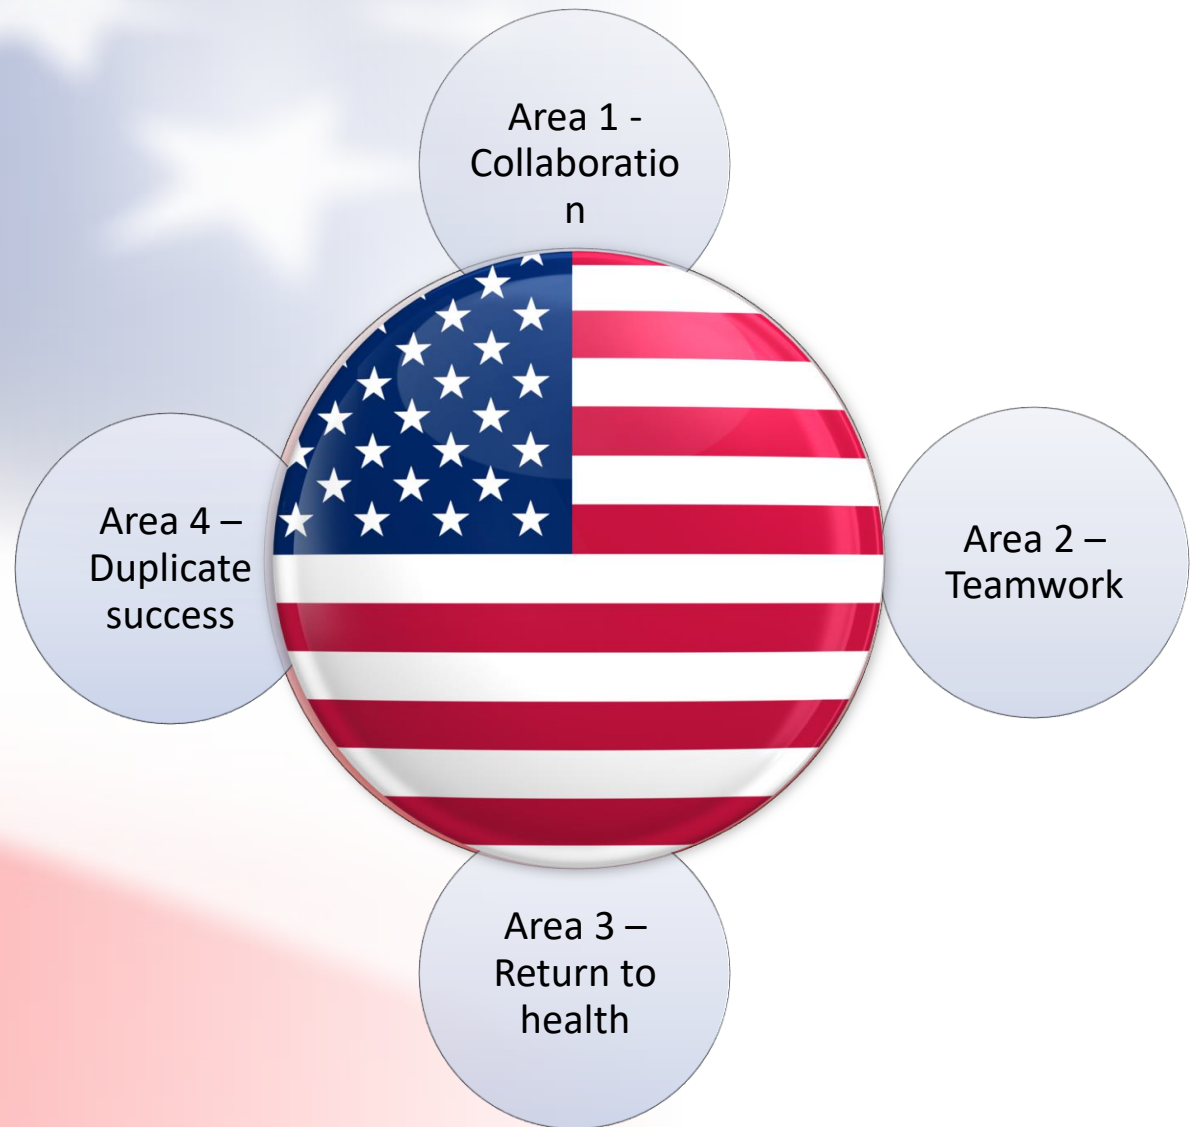 Area 1 -
Collaboratio
n
Area 2 –
Teamwork
Area 3 –
Return to
health
Area 4 –
Duplicate
success